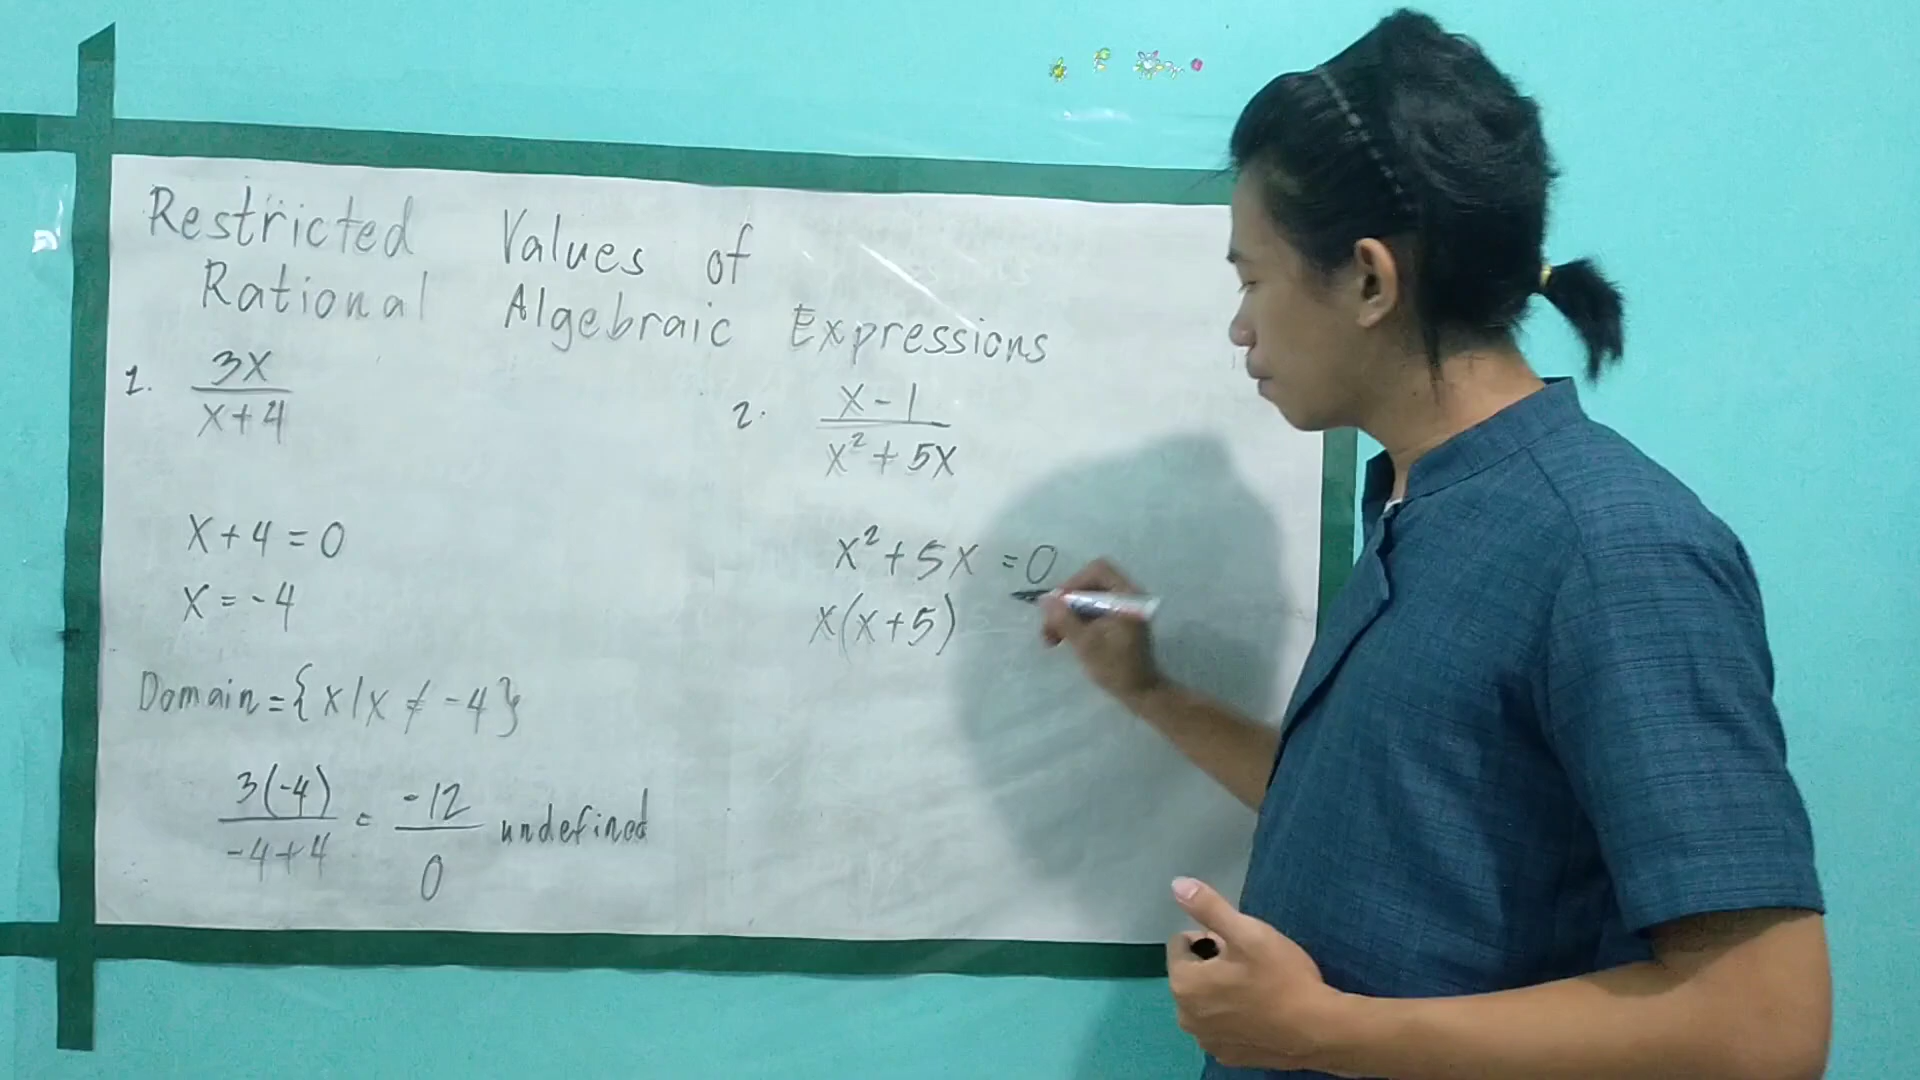 Restricted Values of
Rational Algebraic Expressions
1. 3x
x+4
x+4=0
x=-4
Domain={x|x≠-4}
3(-4)
-4+4
= -12
0
undefined
2. x-1
x²+5x
x²+5x=0
x(x+5)